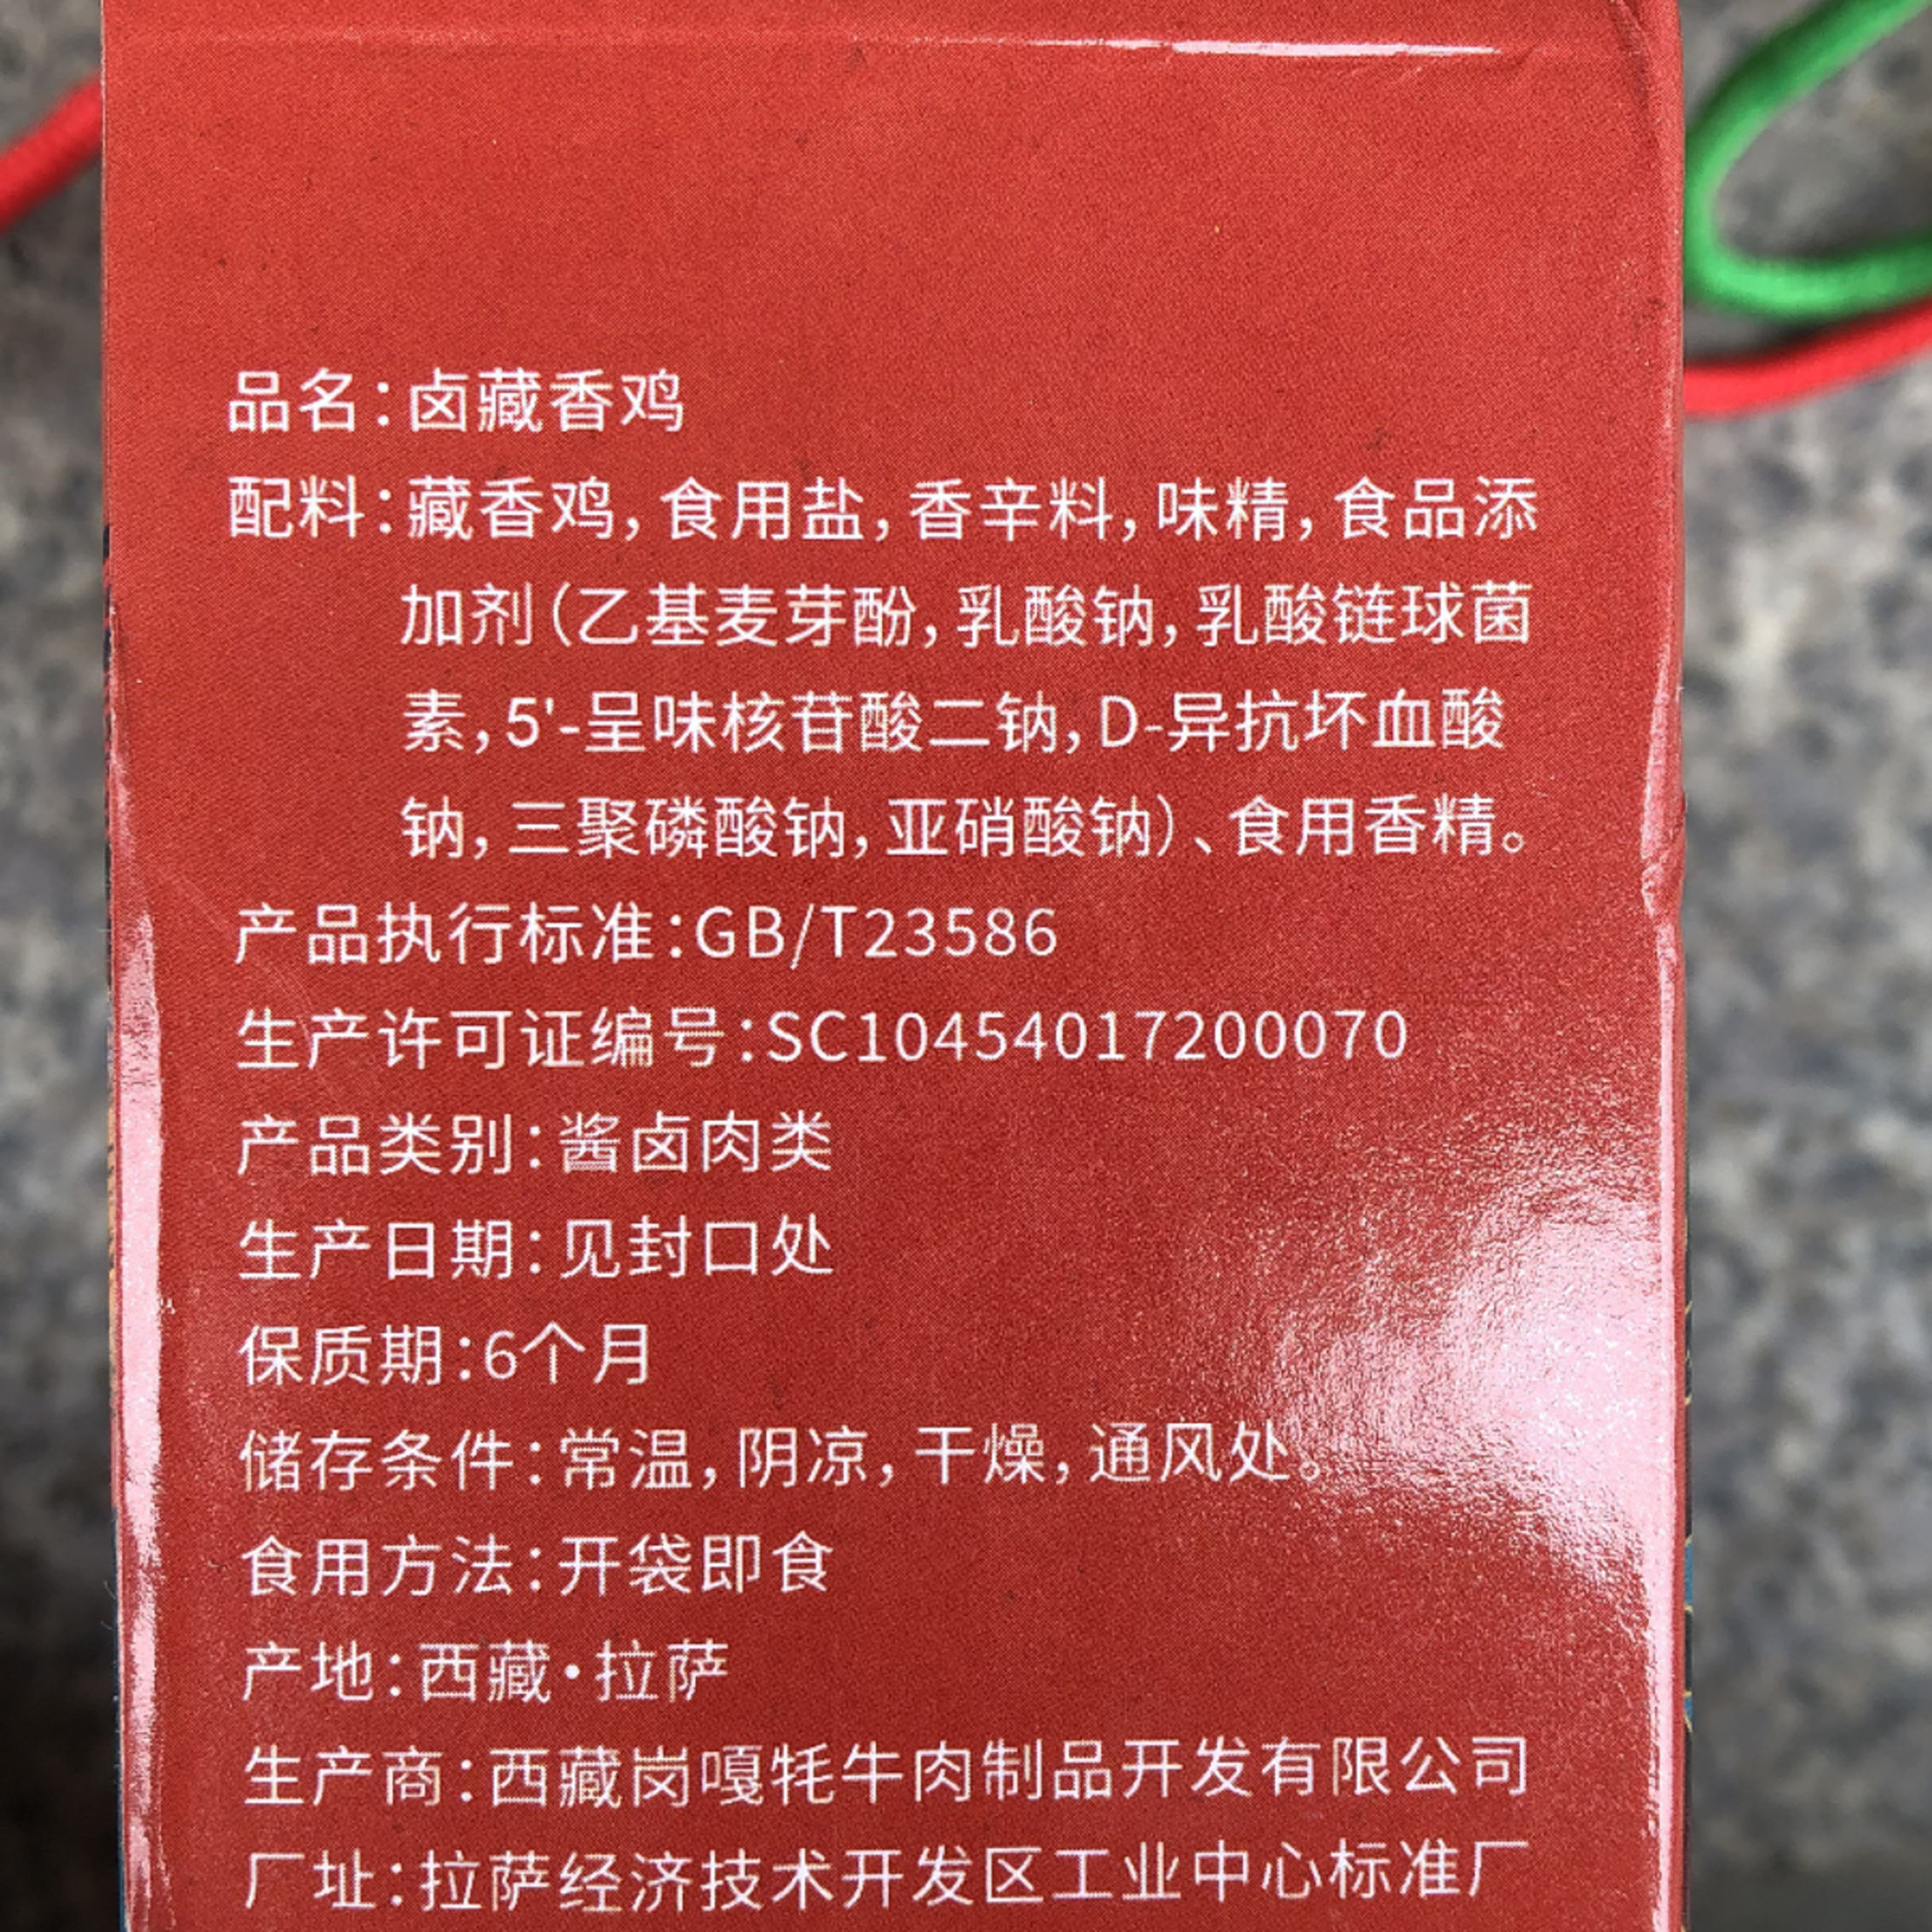 品名：卤藏香鸡
配料：藏香鸡，食用盐，香辛料，味精，食品添
加剂（乙基麦芽酚，乳酸钠，乳酸链球菌
素，5'-呈味核苷酸二钠，D-异抗坏血酸
钠，三聚磷酸钠，亚硝酸钠）、食用香精。
产品执行标准：GB/T23586
生产许可证编号：SC10454017200070
产品类别：酱卤肉类
生产日期：见封口处
保质期：6个月
储存条件：常温，阴凉，干燥，通风处。
食用方法：开袋即食
产地：西藏·拉萨
生产商：西藏岗嘎牦牛肉制品开发有限公司
厂址：拉萨经济技术开发区工业中心标准厂